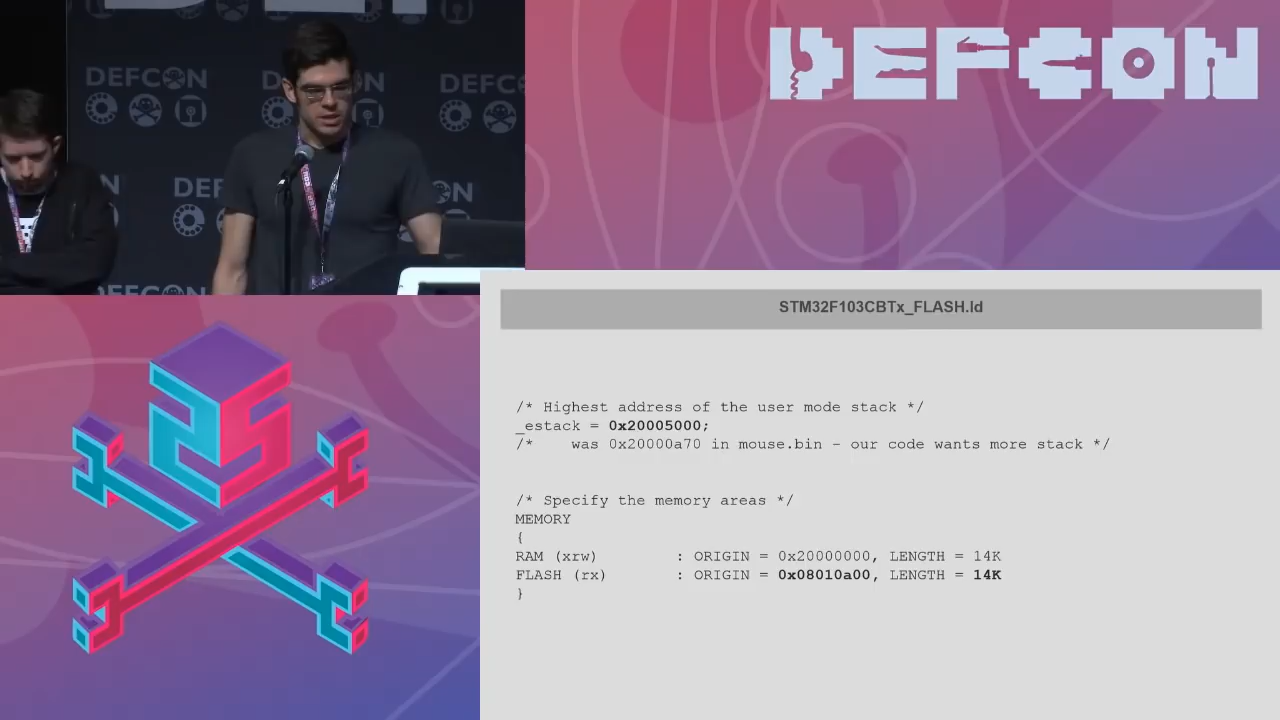 DEFCON
DEFCON
DEFCON
DEFCON
DEFCON
STM32F103CBTx_FLASH.ld
/* Highest address of the user mode stack */
_estack = 0x20005000;
/* was 0x20000a70 in mouse.bin – our code wants more stack */
/* Specify the memory areas */
MEMORY
{
RAM (xrw) : ORIGIN = 0x20000000, LENGTH = 14K
FLASH (rx) : ORIGIN = 0x08010a00, LENGTH = 14K
}